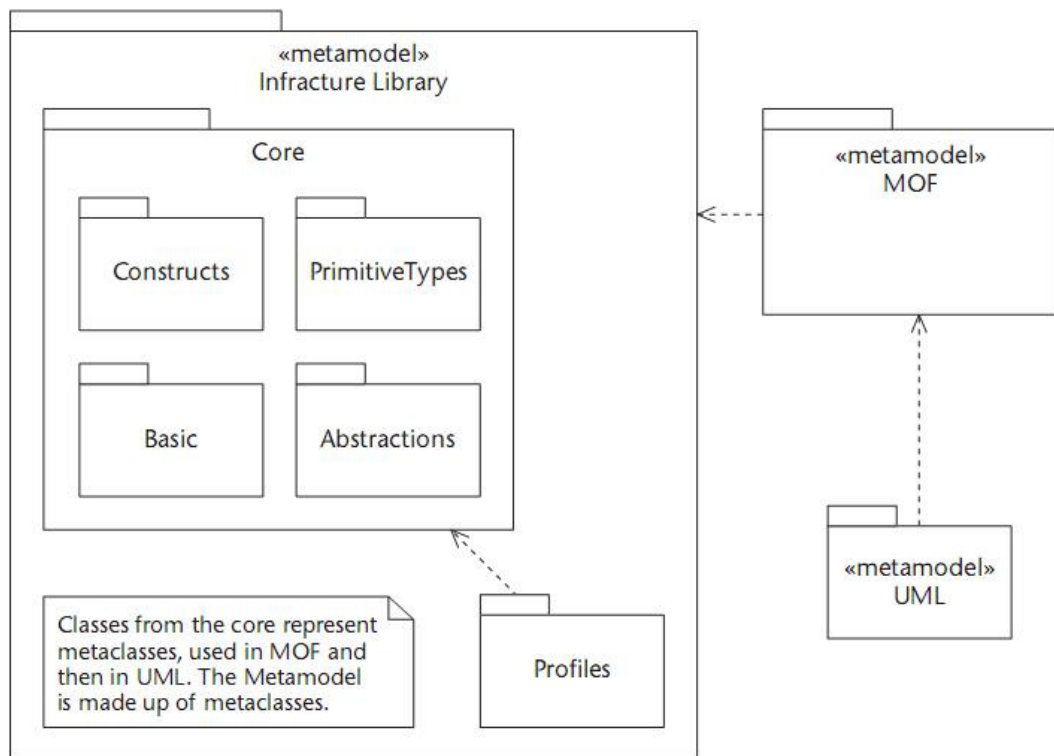 «metamodel»
Infracture Library
Core
Constructs
PrimitiveTypes
Basic
Abstractions
Classes from the core represent
metaclasses, used in MOF and
then in UML. The Metamodel
is made up of metaclasses.
Profiles
«metamodel»
MOF
«metamodel»
UML